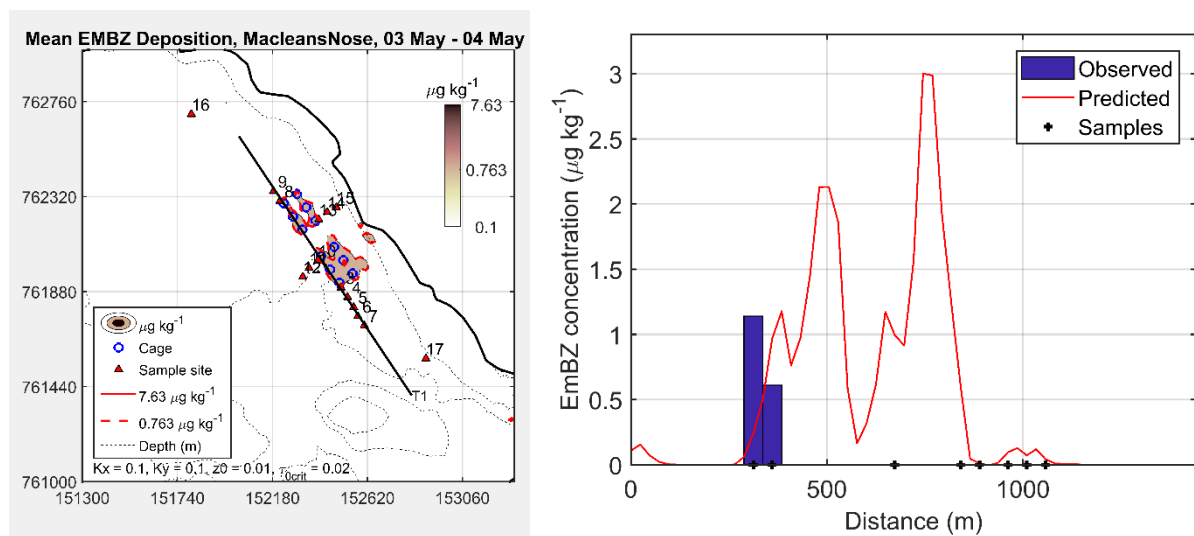 Mean EMBZ Deposition, MacleansNose, 03 May - 04 May
μg kg-1
7.63
0.763
0.1
762760
762320
761880
761440
761000
151300
151740
152180
152620
153060
16
9
8
15
12
4
5
6
7
17
T1
μg kg-1
Cage
Sample site
7.63 μg kg-1
0.763 μg kg-1
Depth (m)
Kx = 0.1, Ky = 0.1, z0 = 0.01, τ0crit = 0.02
EmBZ concentration (μg kg-1)
3
2.5
2
1.5
1
0.5
0
0
500
1000
Distance (m)
Observed
Predicted
Samples